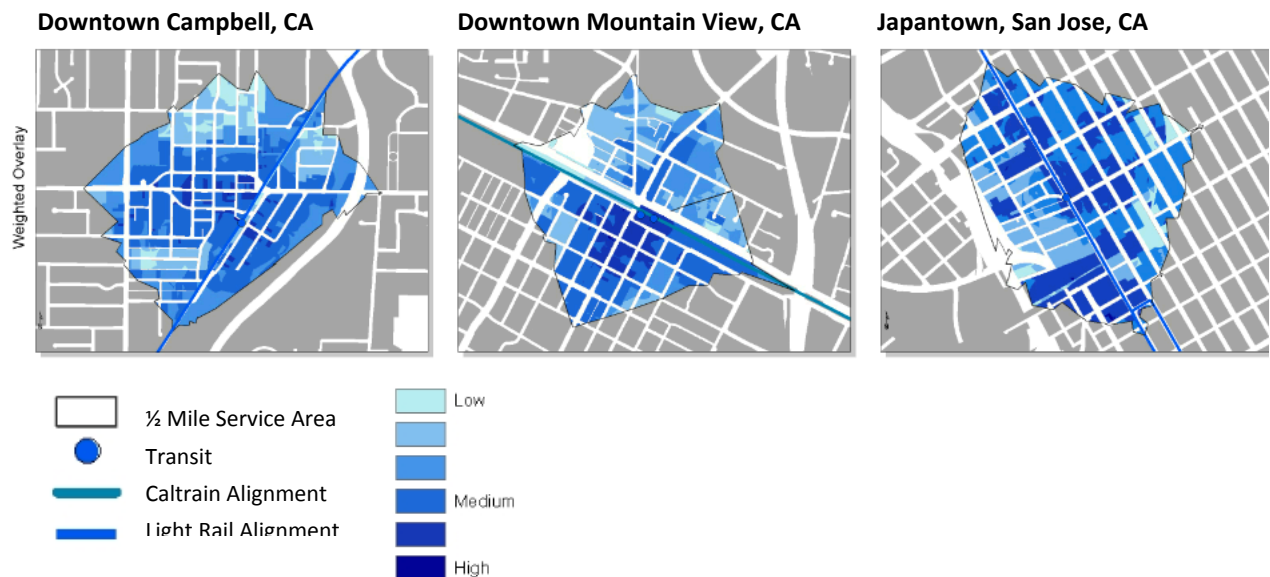 Downtown Campbell, CA
Downtown Mountain View, CA
Japantown, San Jose, CA
Weighted Overlay
½ Mile Service Area
Transit
Caltrain Alignment
Light Rail Alignment
Low
Medium
High